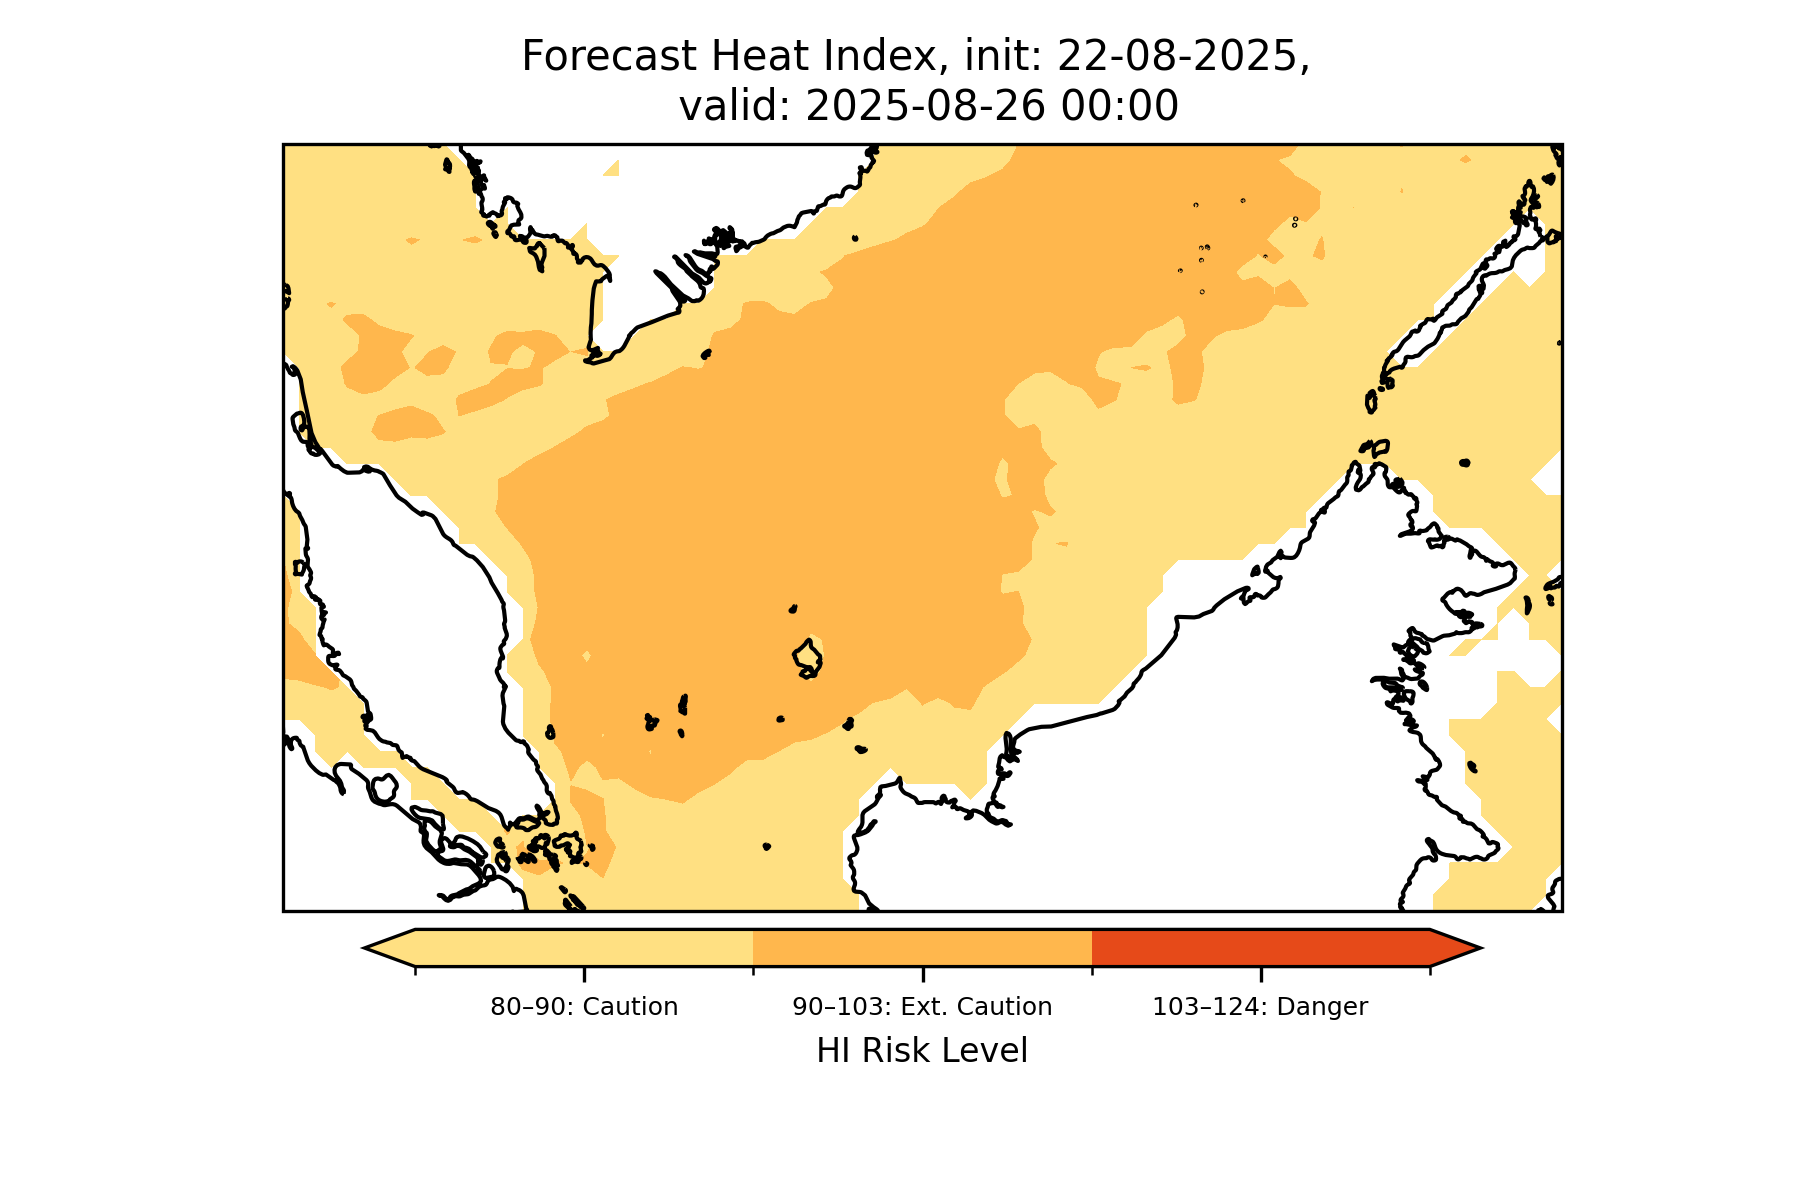 Forecast Heat Index, init: 22-08-2025,
valid: 2025-08-26 00:00
80–90: Caution
90–103: Ext. Caution
103–124: Danger
HI Risk Level